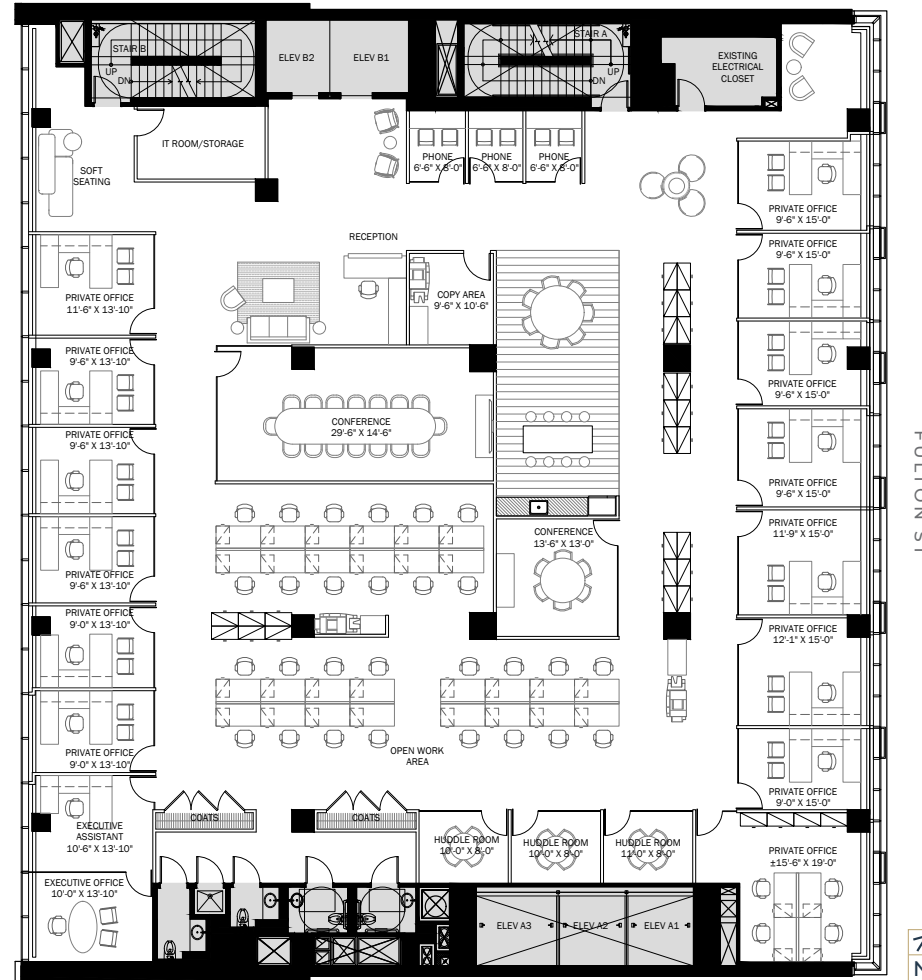 STAIR B
UP
DN
ELEV B2
ELEV B1
STAIR A
UP
DN
EXISTING
ELECTRICAL
CLOSET
IT ROOM/STORAGE
SOFT
SEATING
PHONE
6'-6" X 8'-0"
PHONE
6'-6" X 8'-0"
PHONE
6'-6" X 8'-0"
PRIVATE OFFICE
9'-6" X 15'-0"
RECEPTION
PRIVATE OFFICE
9'-6" X 15'-0"
PRIVATE OFFICE
11'-6" X 13'-10"
COPY AREA
9'-6" X 10'-6"
PRIVATE OFFICE
9'-6" X 13'-10"
PRIVATE OFFICE
9'-6" X 15'-0"
CONFERENCE
29'-6" X 14'-6"
PRIVATE OFFICE
9'-6" X 13'-10"
PRIVATE OFFICE
9'-6" X 15'-0"
FULTON ST
CONFERENCE
13'-6" X 13'-0"
PRIVATE OFFICE
11'-9" X 15'-0"
PRIVATE OFFICE
9'-6" X 13'-10"
PRIVATE OFFICE
9'-0" X 13'-10"
PRIVATE OFFICE
12'-1" X 15'-0"
PRIVATE OFFICE
9'-0" X 13'-10"
OPEN WORK
AREA
PRIVATE OFFICE
9'-0" X 15'-0"
COATS
COATS
EXECUTIVE
ASSISTANT
10'-6" X 13'-10"
HUDDLE ROOM
10'-0" X 8'-0"
HUDDLE ROOM
10'-0" X 8'-0"
HUDDLE ROOM
11'-0" X 8'-0"
PRIVATE OFFICE
±15'-6" X 19'-0"
EXECUTIVE OFFICE
10'-0" X 13'-10"
ELEV A3
ELEV A2
ELEV A1
N